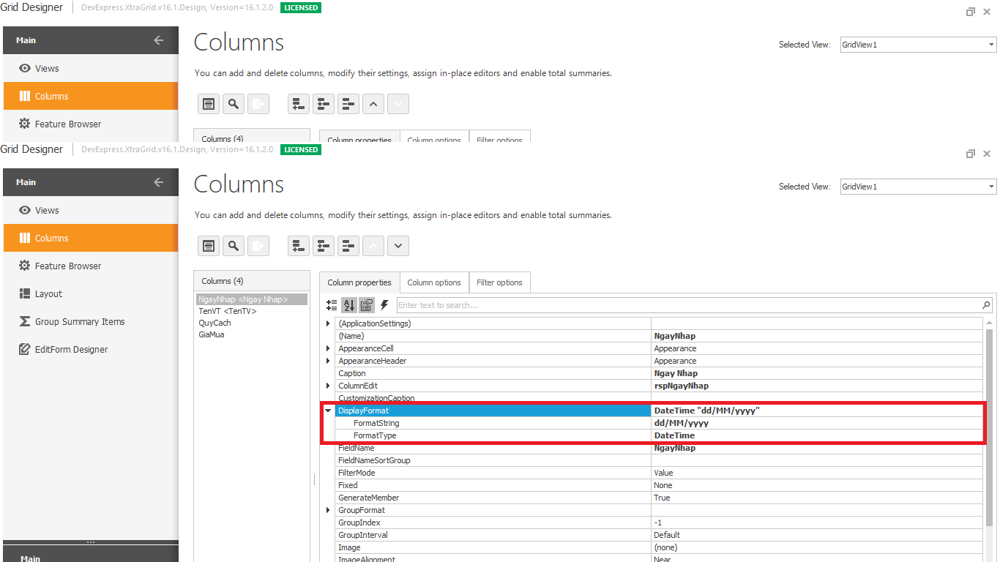 Grid Designer DevExpress.XtraGrid.v16.1.Design, Version=16.1.2.0 LICENSED
Main
Columns
Selected View: GridView1
Views
You can add and delete columns, modify their settings, assign in-place editors and enable total summaries.
Columns
Feature Browser
Columns (4) Column properties Column options Filter options
Grid Designer DevExpress.XtraGrid.v16.1.Design, Version=16.1.2.0 LICENSED
Main
Columns
Selected View: GridView1
Views
You can add and delete columns, modify their settings, assign in-place editors and enable total summaries.
Columns
Feature Browser
Layout
Group Summary Items
EditForm Designer
Main
Columns (4)
NgayNhap <Ngay Nhap>
TenVT <TenTV>
QuyCach
GiaMua
Column properties Column options Filter options
Enter text to search...
(ApplicationSettings)
(Name) NgayNhap
AppearanceCell Appearance
AppearanceHeader Appearance
Caption Ngay Nhap
ColumnEdit rspNgayNhap
CustomizationCaption
DisplayFormat DateTime "dd/MM/yyyy"
FormatString dd/MM/yyyy
FormatType DateTime
FieldName NgayNhap
FieldNameSortGroup
FilterMode Value
Fixed None
GenerateMember True
GroupFormat
GroupIndex -1
GroupInterval Default
Image (none)
ImageAlignment Near